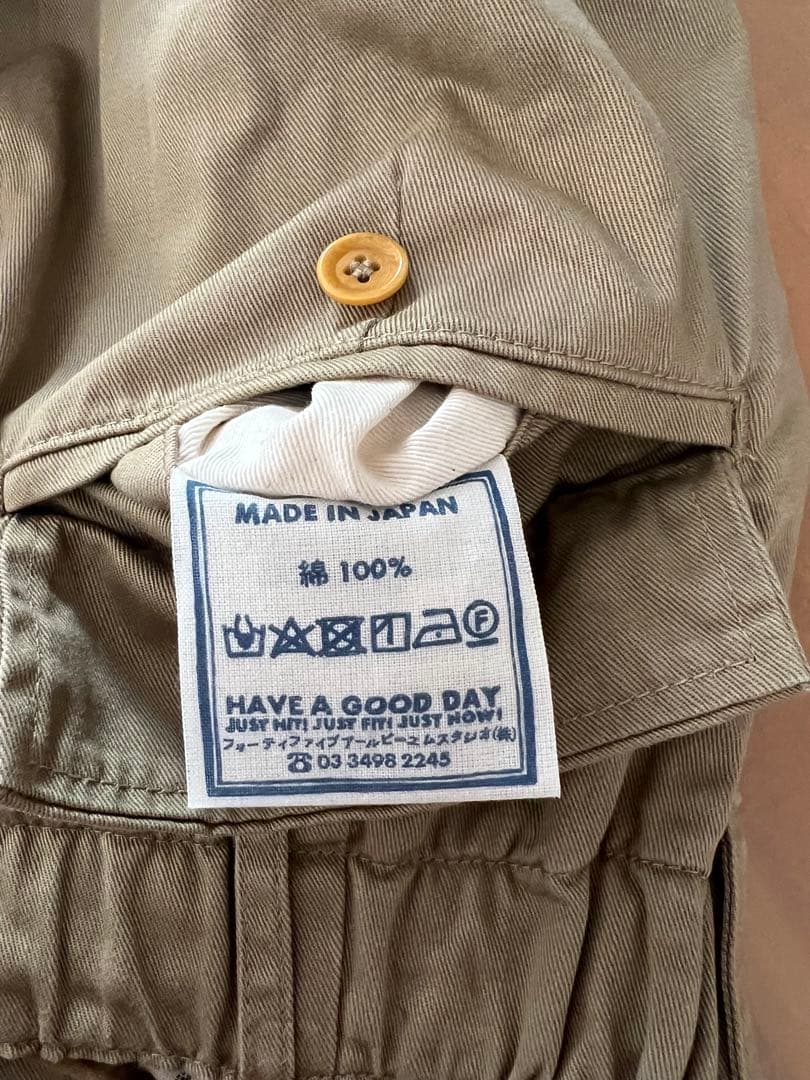 MADE IN JAPAN
綿 100%
F
HAVE A GOOD DAY
JUST HIT! JUST FIT! JUST NOW!
フォーティファイブアールピーエムスタジオ(株)
☎ 03 3498 2245